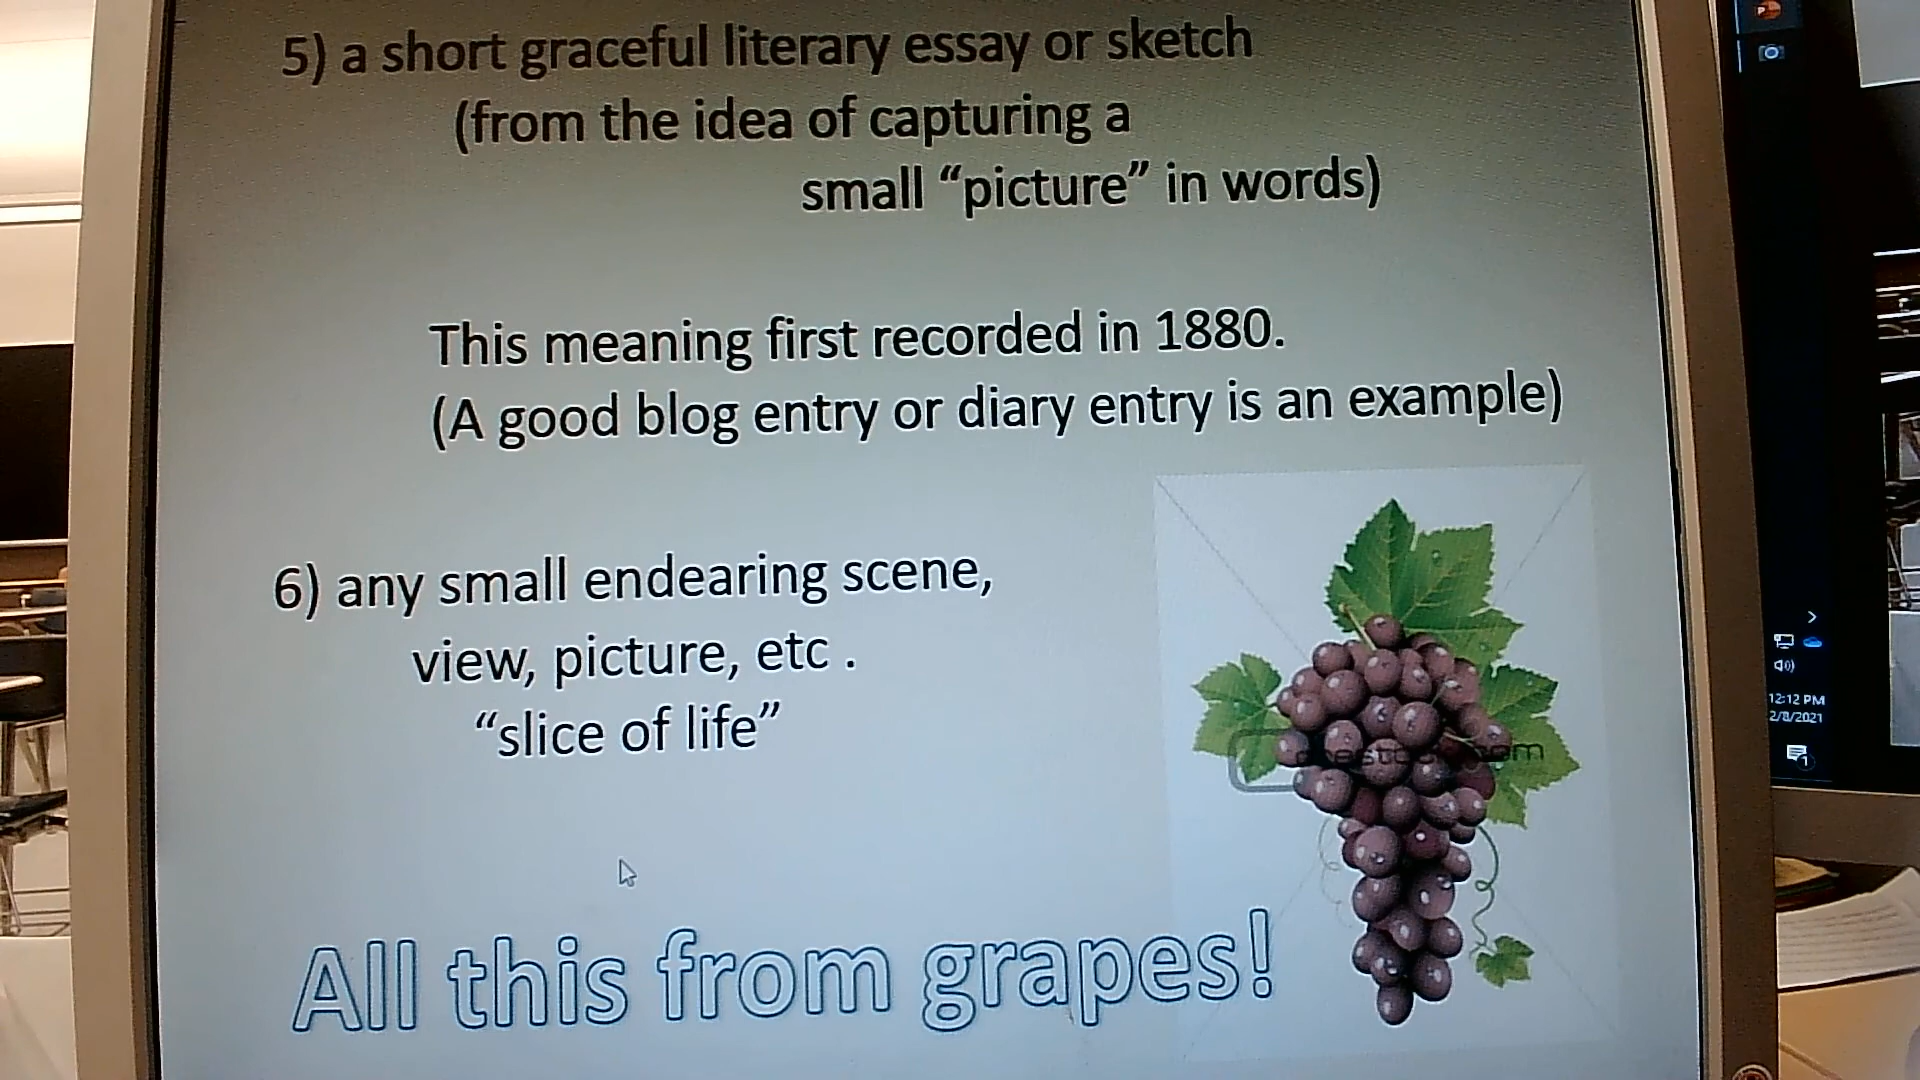 5) a short graceful literary essay or sketch
(from the idea of capturing a
small “picture” in words)
This meaning first recorded in 1880.
(A good blog entry or diary entry is an example)
6) any small endearing scene,
view, picture, etc .
“slice of life”
All this from grapes!
12:12 PM
2/8/2021
1